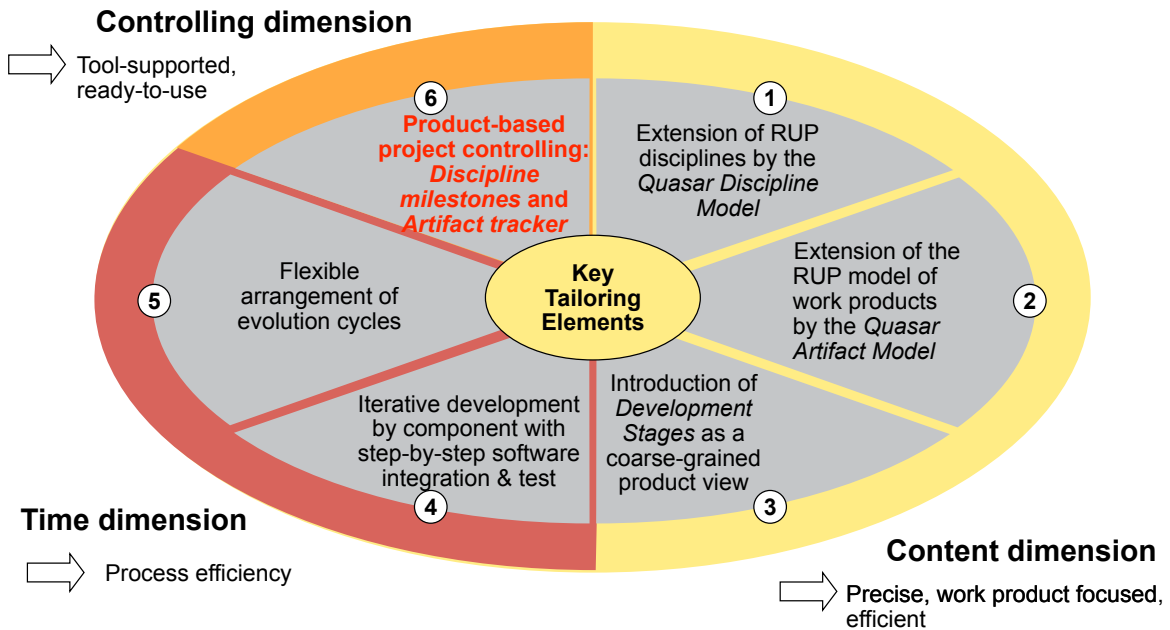 Controlling dimension
Tool-supported,
ready-to-use
6
Product-based
project controlling:
Discipline
milestones and
Artifact tracker
1
Extension of RUP
disciplines by the
Quasar Discipline
Model
Extension of the
RUP model of
work products
by the Quasar
Artifact Model
2
5
Flexible
arrangement of
evolution cycles
Key
Tailoring
Elements
Iterative development
by component with
step-by-step software
integration & test
4
Introduction of
Development
Stages as a
coarse-grained
product view
3
Time dimension
Process efficiency
Content dimension
Precise, work product focused,
efficient